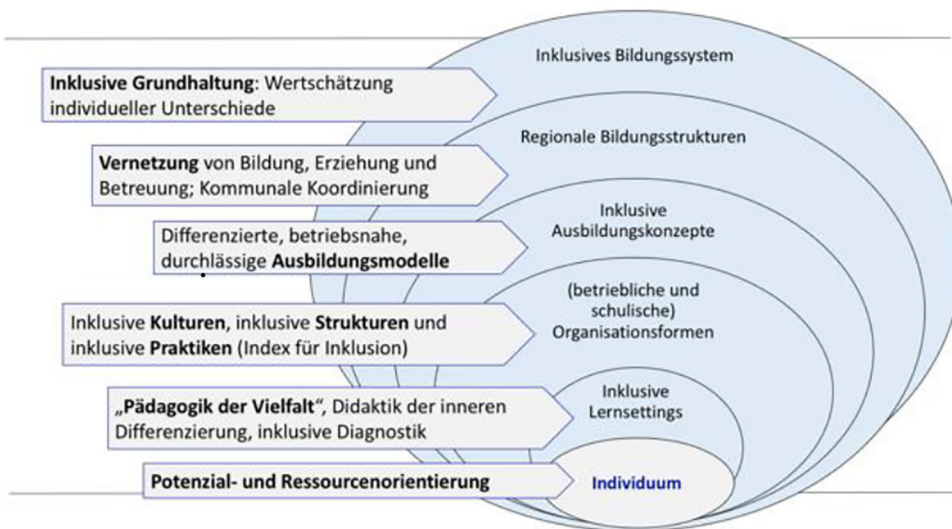 Inklusives Bildungssystem
Inklusive Grundhaltung: Wertschätzung
individueller Unterschiede
Regionale Bildungsstrukturen
Vernetzung von Bildung, Erziehung und
Betreuung; Kommunale Koordinierung
Inklusive
Ausbildungskonzepte
Differenzierte, betriebsnahe,
durchlässige Ausbildungsmodelle
(betriebliche und
schulische)
Organisationsformen
Inklusive Kulturen, inklusive Strukturen und
inklusive Praktiken (Index für Inklusion)
Inklusive
Lernsettings
„Pädagogik der Vielfalt“, Didaktik der inneren
Differenzierung, inklusive Diagnostik
Potenzial- und Ressourcenorientierung
Individuum